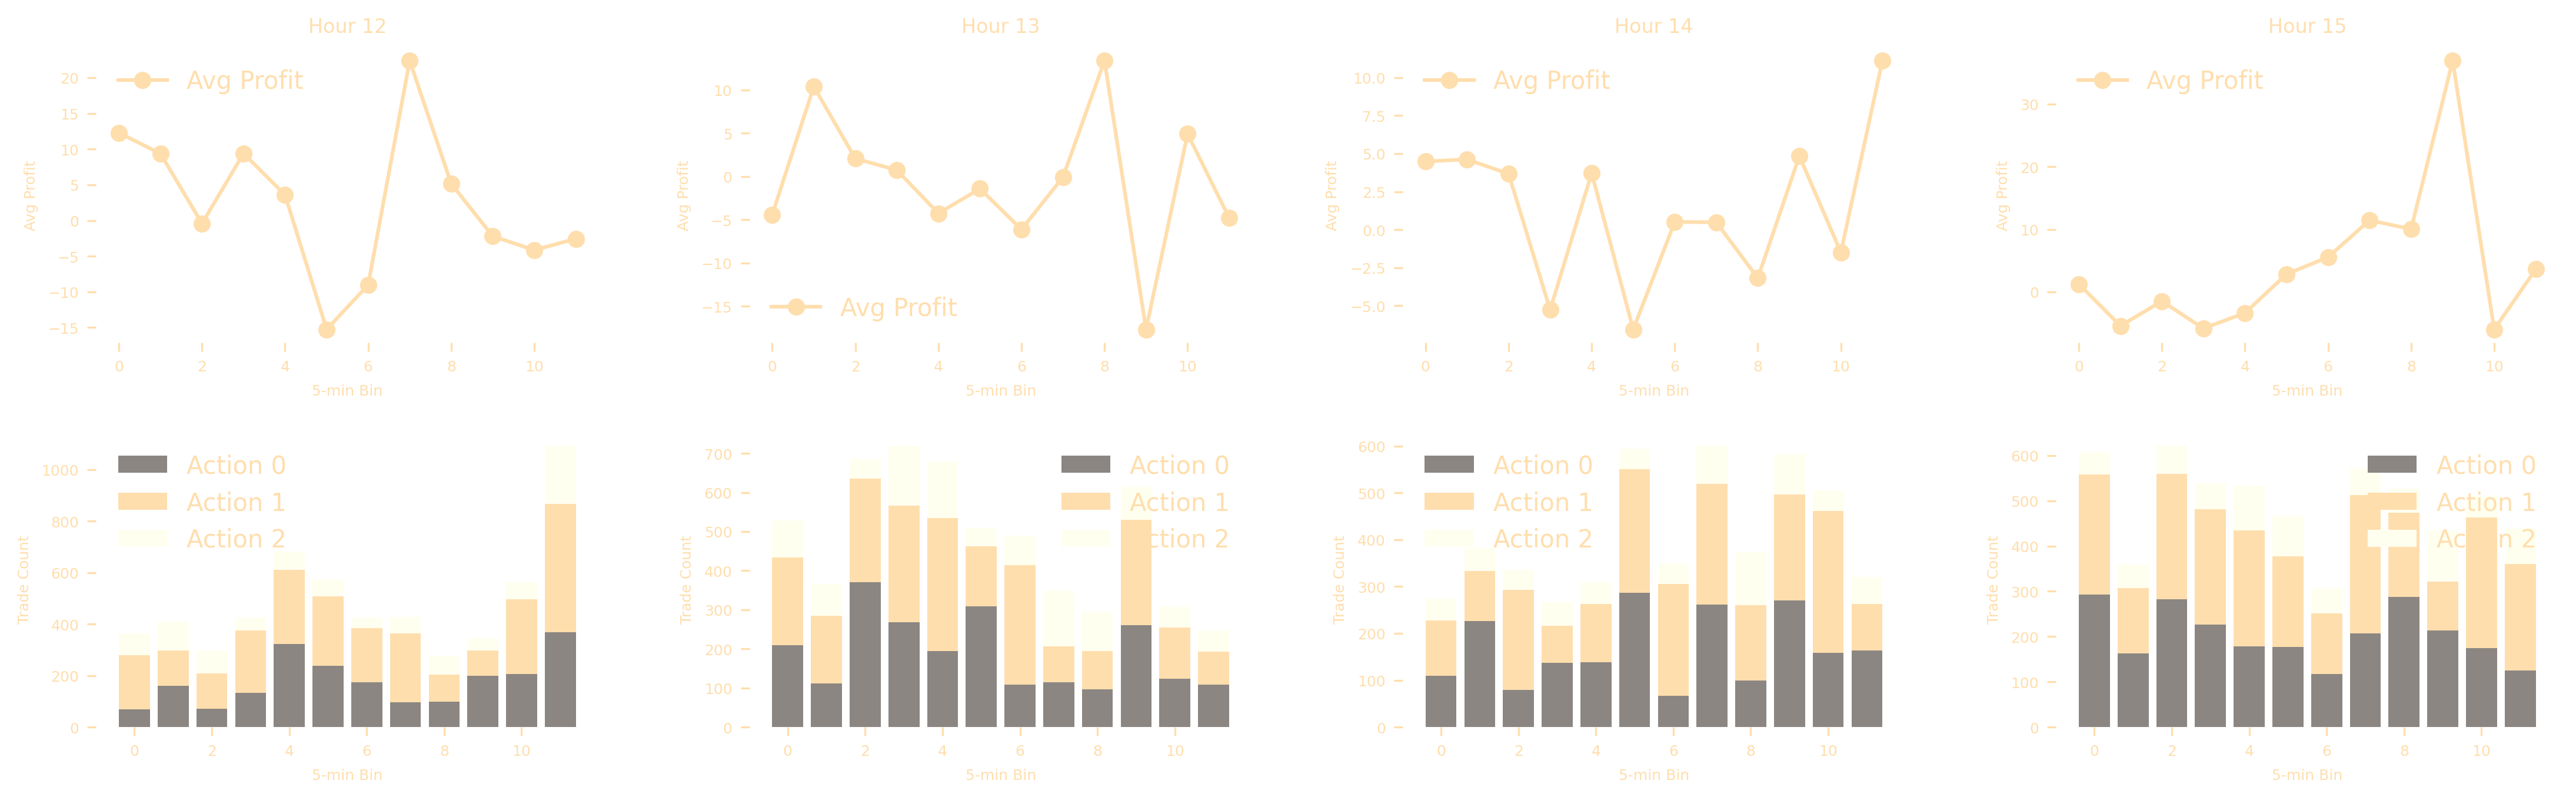 Hour 12
Avg Profit
Avg Profit
20
15
10
5
0
−5
−10
−15
0 2 4 6 8 10
5-min Bin
Hour 13
Avg Profit
Avg Profit
10
5
0
−5
−10
−15
0 2 4 6 8 10
5-min Bin
Hour 14
Avg Profit
Avg Profit
10.0
7.5
5.0
2.5
0.0
−2.5
−5.0
0 2 4 6 8 10
5-min Bin
Hour 15
Avg Profit
Avg Profit
30
20
10
0
0 2 4 6 8 10
5-min Bin
Action 0
Action 1
Action 2
Trade Count
1000
800
600
400
200
0
0 2 4 6 8 10
5-min Bin
Action 0
Action 1
Action 2
Trade Count
700
600
500
400
300
200
100
0
0 2 4 6 8 10
5-min Bin
Action 0
Action 1
Action 2
Trade Count
600
500
400
300
200
100
0
0 2 4 6 8 10
5-min Bin
Action 0
Action 1
Action 2
Trade Count
600
500
400
300
200
100
0
0 2 4 6 8 10
5-min Bin